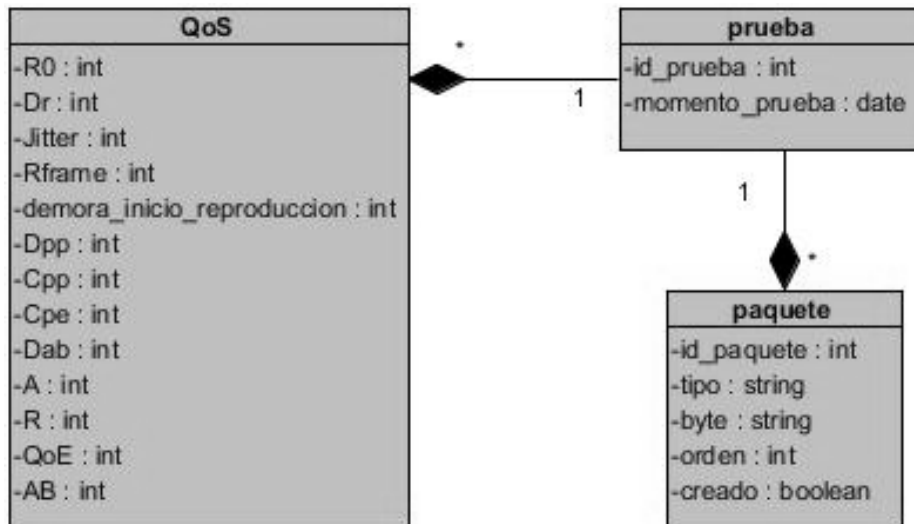 QoS
-R0 : int
-Dr : int
-Jitter : int
-Rframe : int
-demora_inicio_reproduccion : int
-Dpp : int
-Cpp : int
-Cpe : int
-Dab : int
-A : int
-R : int
-QoE : int
-AB : int
*
1
prueba
-id_prueba : int
-momento_prueba : date
1
*
paquete
-id_paquete : int
-tipo : string
-byte : string
-orden : int
-creado : boolean